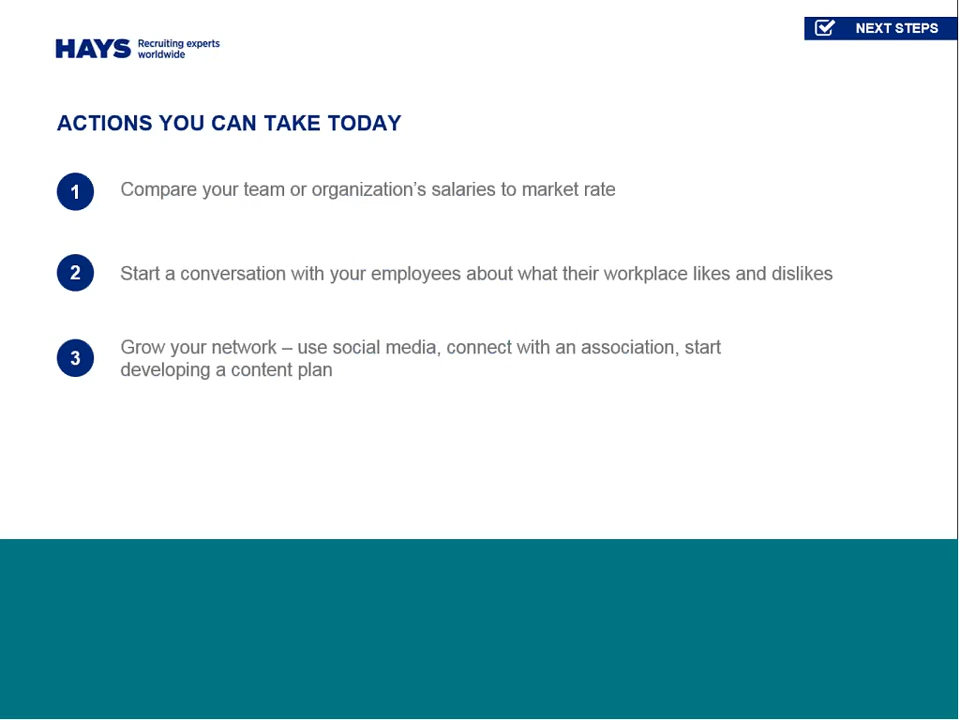 NEXT STEPS
HAYS Recruiting experts
worldwide
ACTIONS YOU CAN TAKE TODAY
1 Compare your team or organization's salaries to market rate
2 Start a conversation with your employees about what their workplace likes and dislikes
3 Grow your network – use social media, connect with an association, start
developing a content plan